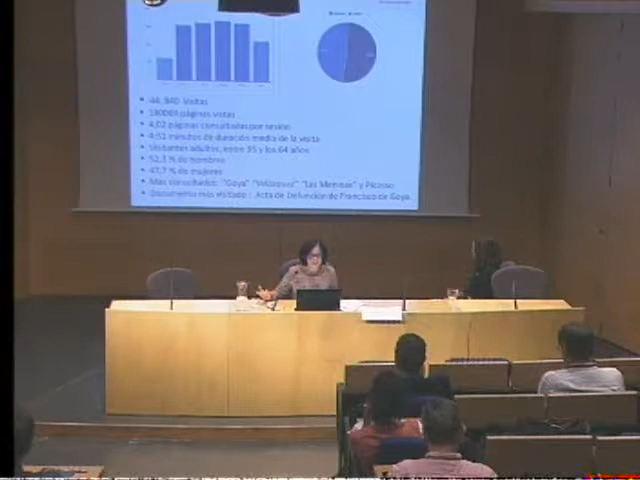 44. 840 Visitas
180089 páginas vistas
4,02 páginas consultadas por sesión
4:51 minutos de duración media de la visita
Visitantes adultos, entre 35 y los 64 años
52,3 % de hombres
47,7 % de mujeres
Mas consultados: "Goya" "Velázquez" "Las Meninas" y Picasso
Documento más visitado: Acta de Defunción de Francisco de Goya